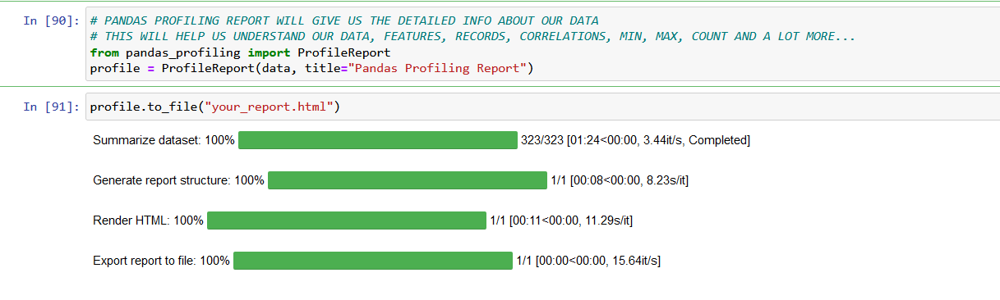 In [90]: # PANDAS PROFILING REPORT WILL GIVE US THE DETAILED INFO ABOUT OUR DATA
# THIS WILL HELP US UNDERSTAND OUR DATA, FEATURES, RECORDS, CORRELATIONS, MIN, MAX, COUNT AND A LOT MORE...
from pandas_profiling import ProfileReport
profile = ProfileReport(data, title="Pandas Profiling Report")
In [91]: profile.to_file("your_report.html")
Summarize dataset: 100% 323/323 [01:24<00:00, 3.44it/s, Completed]
Generate report structure: 100% 1/1 [00:08<00:00, 8.23s/it]
Render HTML: 100% 1/1 [00:11<00:00, 11.29s/it]
Export report to file: 100% 1/1 [00:00<00:00, 15.64it/s]